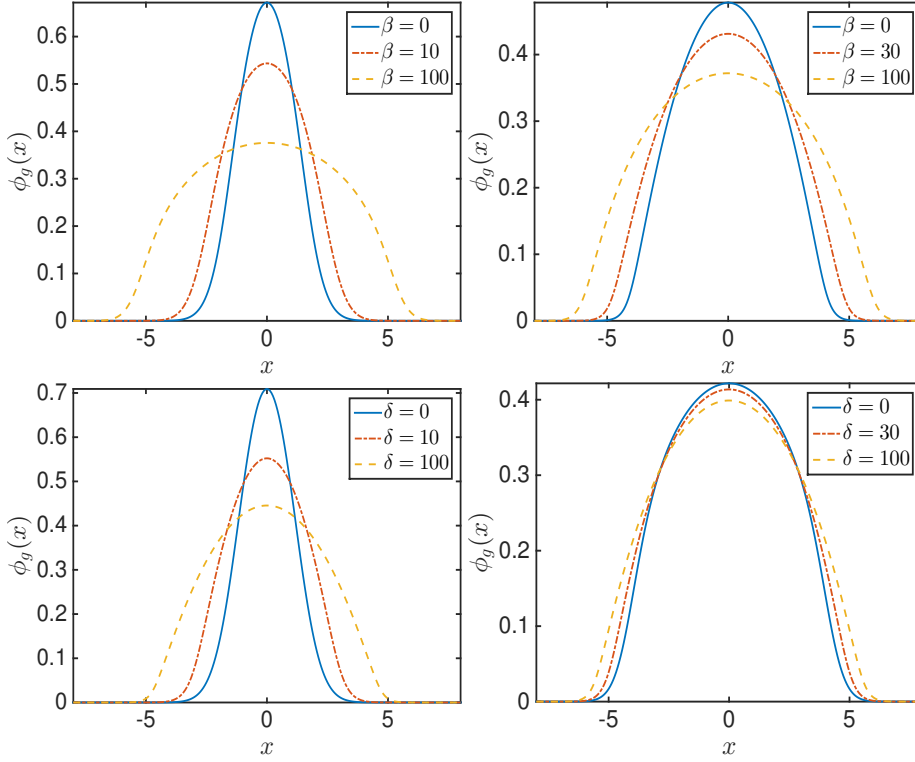 β = 0
β = 10
β = 100
0.6
0.5
0.4
0.3
0.2
0.1
0
-5
0
5
x
ϕg(x)
β = 0
β = 30
β = 100
0.4
0.3
0.2
0.1
0
-5
0
5
x
ϕg(x)
δ = 0
δ = 10
δ = 100
0.7
0.6
0.5
0.4
0.3
0.2
0.1
0
-5
0
5
x
ϕg(x)
δ = 0
δ = 30
δ = 100
0.4
0.3
0.2
0.1
0
-5
0
5
x
ϕg(x)